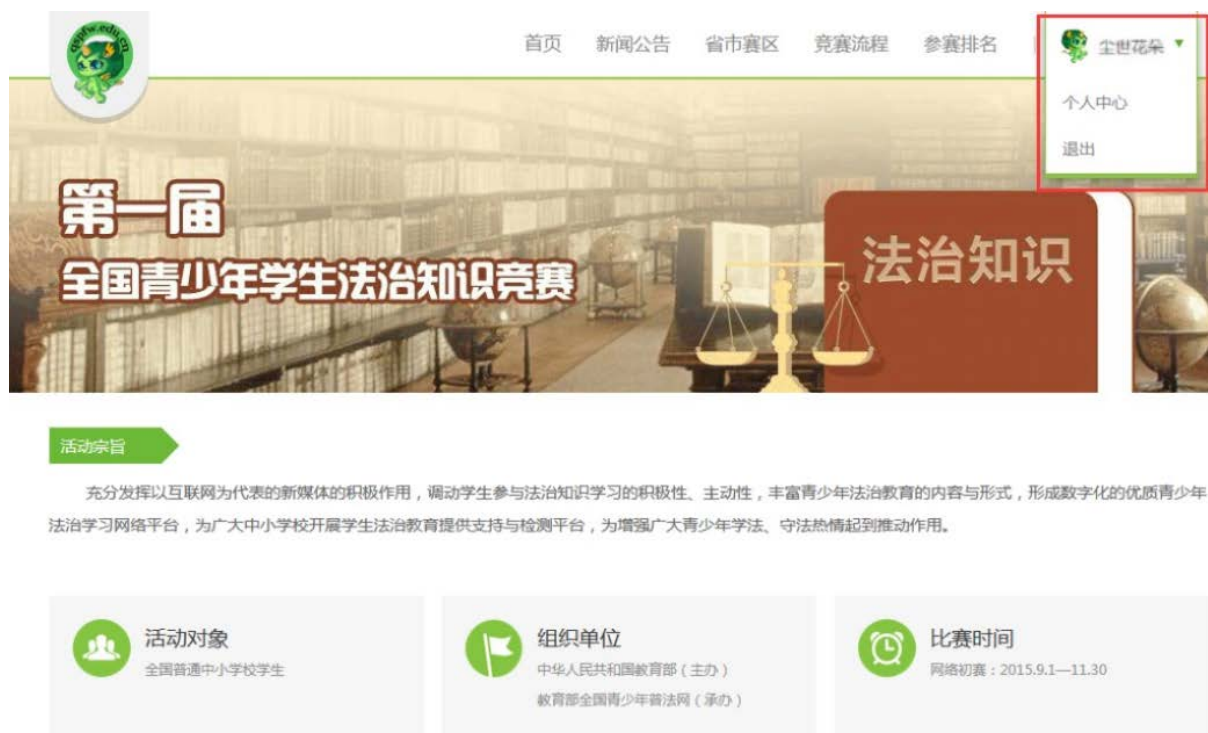 qspfw.edu.cn
首页 新闻公告 省市赛区 竞赛流程 参赛排名
尘世花朵
个人中心
退出
第一届
全国青少年学生法治知识竞赛
法治知识
活动宗旨
充分发挥以互联网为代表的新媒体的积极作用，调动学生参与法治知识学习的积极性、主动性，丰富青少年法治教育的内容与形式，形成数字化的优质青少年
法治学习网络平台，为广大中小学校开展学生法治教育提供支持与检测平台，为增强广大青少年学法、守法热情起到推动作用。
活动对象
全国普通中小学校学生
组织单位
中华人民共和国教育部（主办）
教育部全国青少年普法网（承办）
比赛时间
网络初赛：2015.9.1—11.30